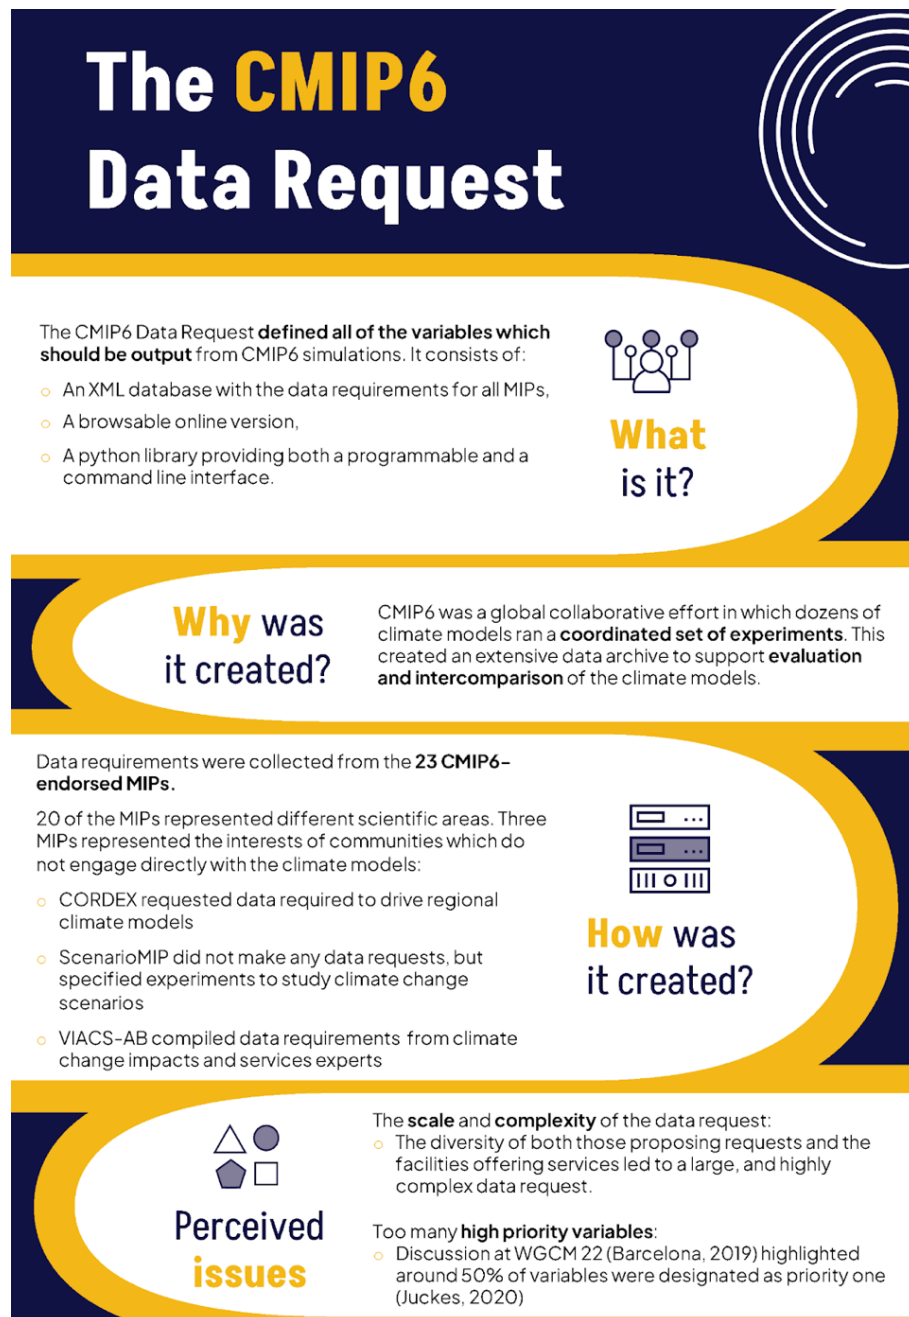 The CMIP6
Data Request
The CMIP6 Data Request defined all of the variables which
should be output from CMIP6 simulations. It consists of:
o An XML database with the data requirements for all MIPs,
o A browsable online version,
o A python library providing both a programmable and a
command line interface.
What
is it?
Why was
it created?
CMIP6 was a global collaborative effort in which dozens of
climate models ran a coordinated set of experiments. This
created an extensive data archive to support evaluation
and intercomparison of the climate models.
Data requirements were collected from the 23 CMIP6-
endorsed MIPs.
20 of the MIPs represented different scientific areas. Three
MIPs represented the interests of communities which do
not engage directly with the climate models:
o CORDEX requested data required to drive regional
climate models
o ScenarioMIP did not make any data requests, but
specified experiments to study climate change
scenarios
o VIACS-AB compiled data requirements from climate
change impacts and services experts
How was
it created?
Perceived
issues
The scale and complexity of the data request:
o The diversity of both those proposing requests and the
facilities offering services led to a large, and highly
complex data request.
Too many high priority variables:
o Discussion at WGCM 22 (Barcelona, 2019) highlighted
around 50% of variables were designated as priority one
(Juckes, 2020)